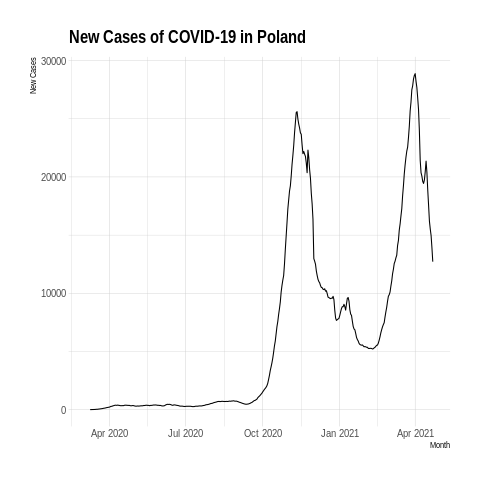 New Cases of COVID-19 in Poland
New Cases
30000
20000
10000
0
Apr 2020 Jul 2020 Oct 2020 Jan 2021 Apr 2021
Month